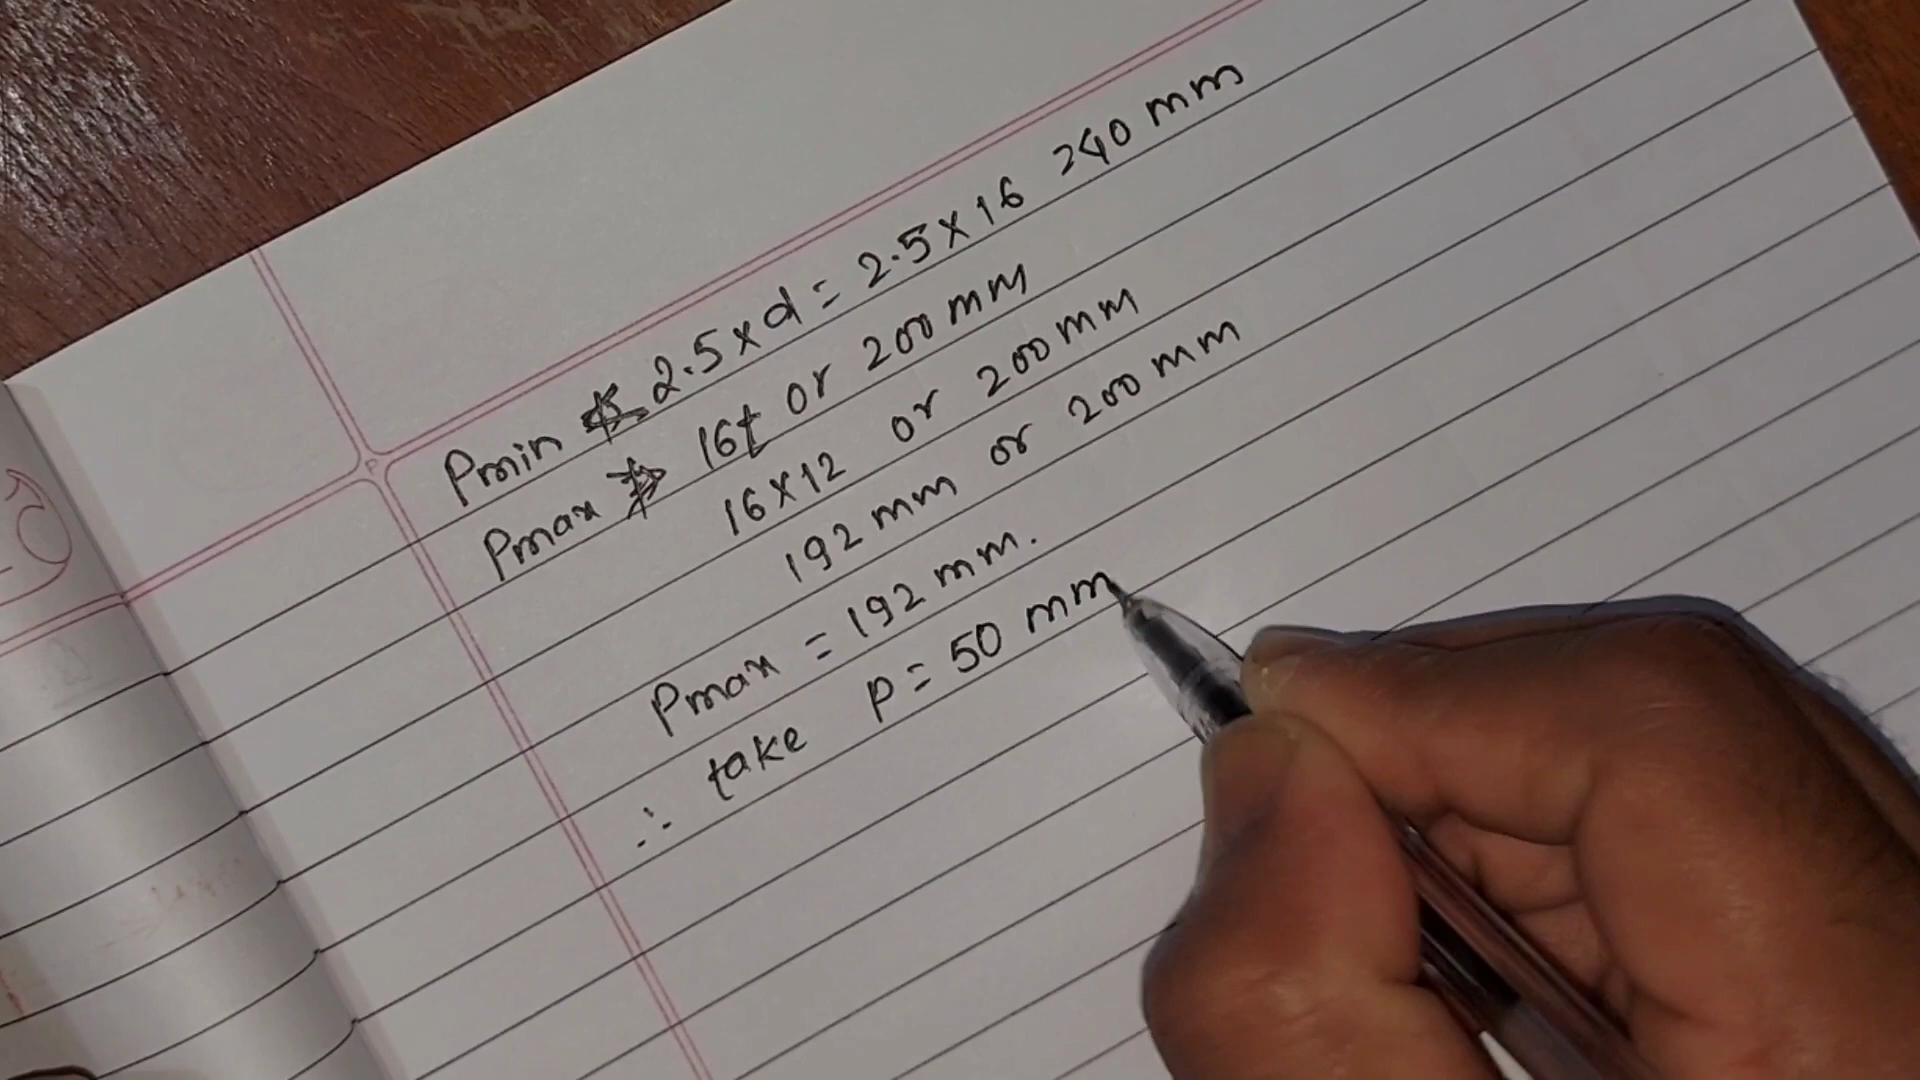 Pmin ≮ 2.5 x d = 2.5 x 16 = 40 mm
Pmax ≯ 16t or 200 mm
16 x 12 or 200 mm
192 mm or 200 mm
Pmax = 192 mm.
∴ take P = 50 mm